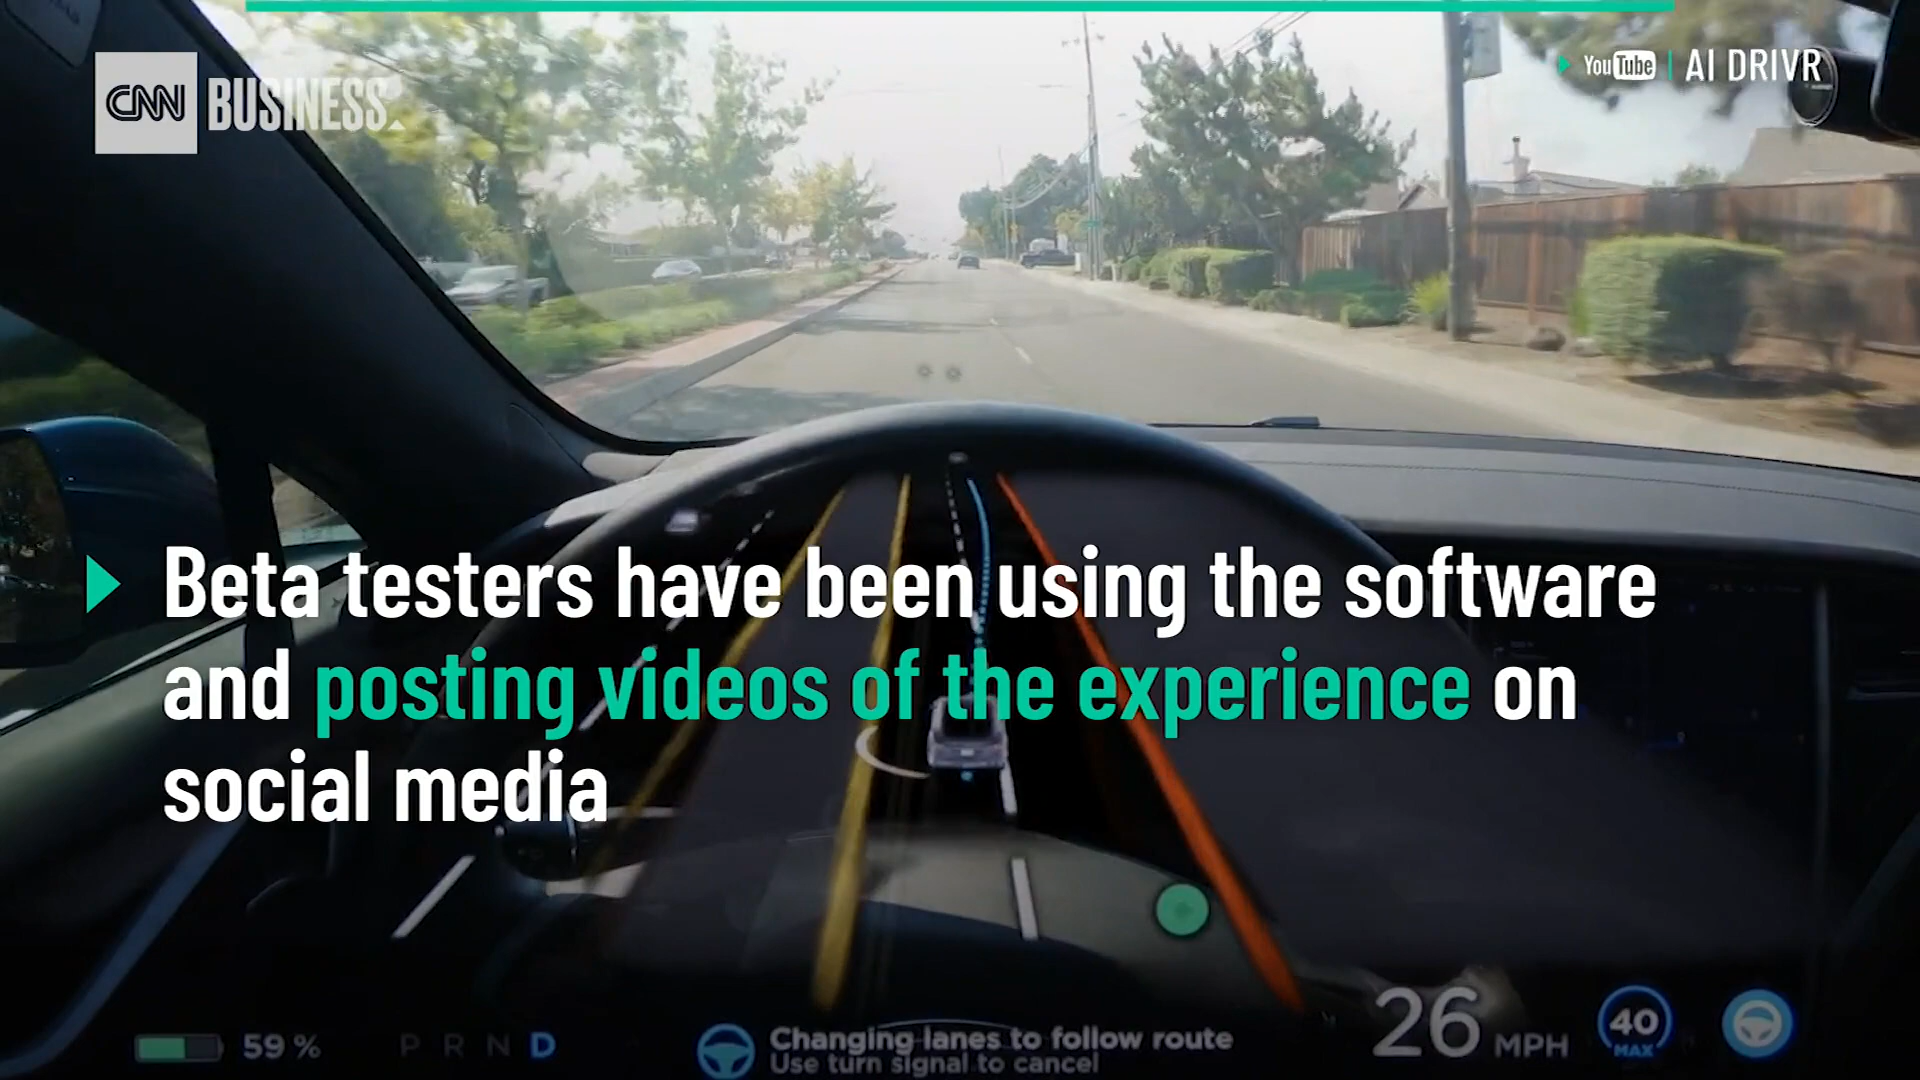 CNN BUSINESS
YouTube | AI DRIVR
Beta testers have been using the software
and posting videos of the experience on
social media
59 %
P R N D
Changing lanes to follow route
Use turn signal to cancel
26 MPH
40
MAX